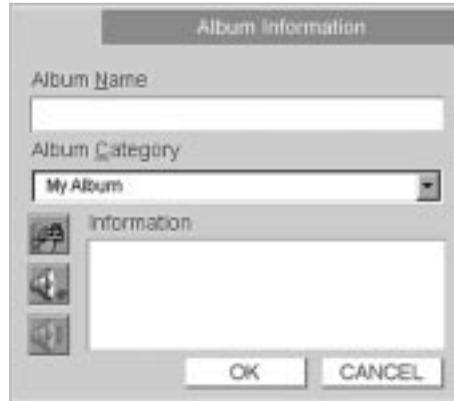 Album Information
Album Name
Album Category
My Album
Information
OK
CANCEL